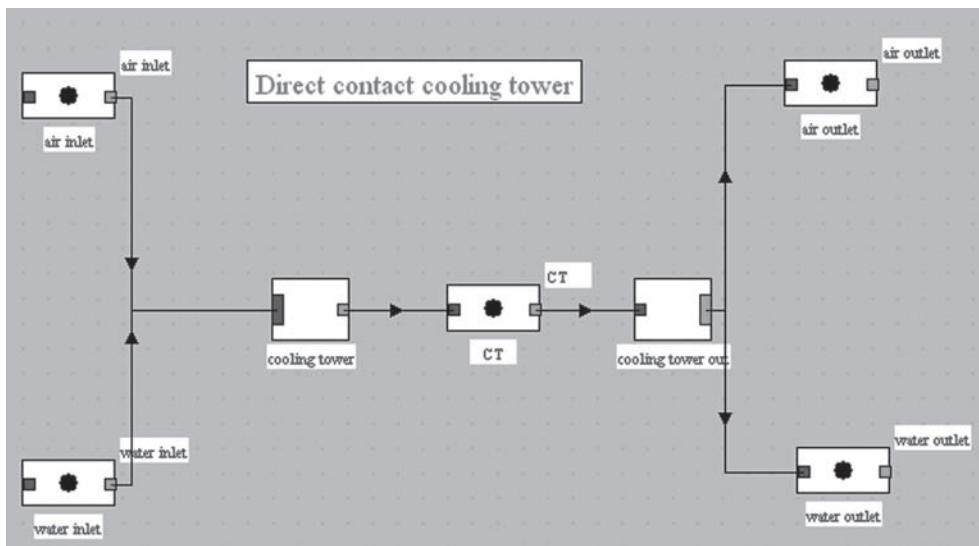 air inlet
air inlet
Direct contact cooling tower
air outlet
air outlet
CT
cooling tower
CT
cooling tower out
water inlet
water inlet
water outlet
water outlet